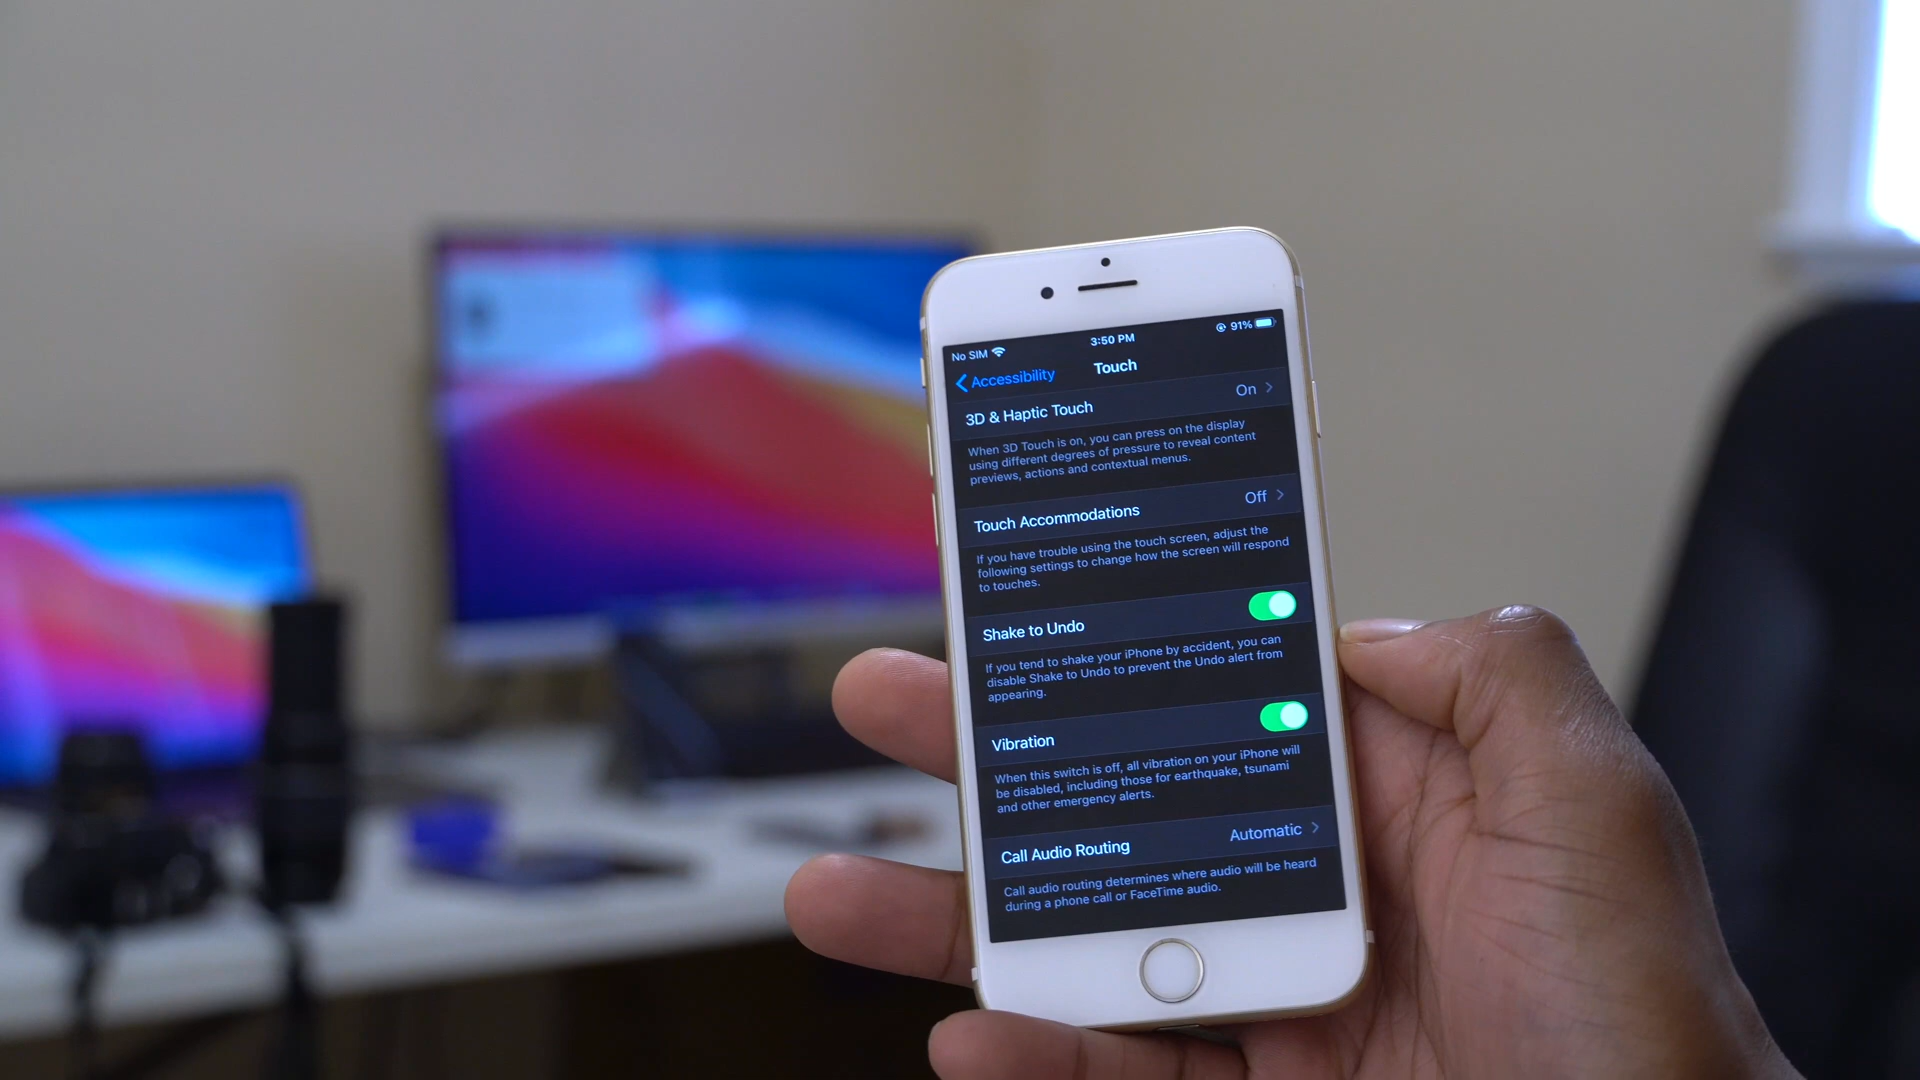 No SIM 3:50 PM 91%
Accessibility Touch
3D & Haptic Touch On
When 3D Touch is on, you can press on the display
using different degrees of pressure to reveal content
previews, actions and contextual menus.
Touch Accommodations Off
If you have trouble using the touch screen, adjust the
following settings to change how the screen will respond
to touches.
Shake to Undo
If you tend to shake your iPhone by accident, you can
disable Shake to Undo to prevent the Undo alert from
appearing.
Vibration
When this switch is off, all vibration on your iPhone will
be disabled, including those for earthquake, tsunami
and other emergency alerts.
Call Audio Routing Automatic
Call audio routing determines where audio will be heard
during a phone call or FaceTime audio.